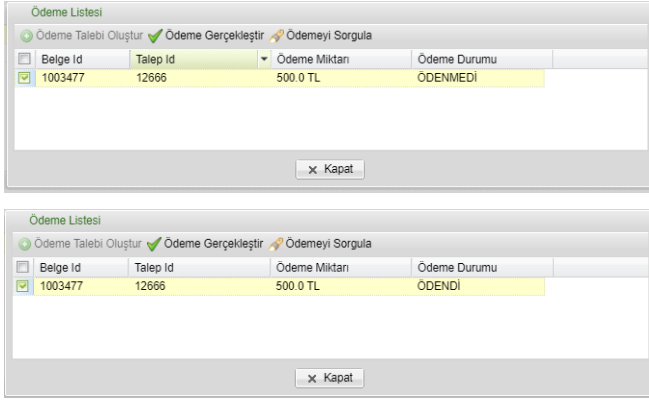 Ödeme Listesi
Ödeme Talebi Oluştur Ödeme Gerçekleştir Ödemeyi Sorgula
Belge Id Talep Id Ödeme Miktarı Ödeme Durumu
1003477 12666 500.0 TL ÖDENMEDİ
Kapat
Ödeme Listesi
Ödeme Talebi Oluştur Ödeme Gerçekleştir Ödemeyi Sorgula
Belge Id Talep Id Ödeme Miktarı Ödeme Durumu
1003477 12666 500.0 TL ÖDENDİ
Kapat